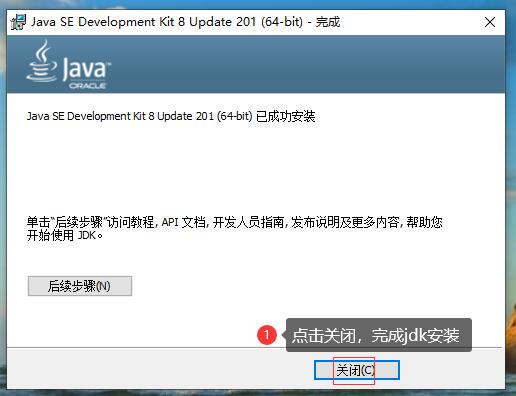 Java SE Development Kit 8 Update 201 (64-bit) - 完成
Java™
ORACLE
Java SE Development Kit 8 Update 201 (64-bit) 已成功安装
单击“后续步骤”访问教程, API 文档, 开发人员指南, 发布说明及更多内容, 帮助您
开始使用 JDK。
后续步骤(N)
1 点击关闭，完成jdk安装
关闭(C)